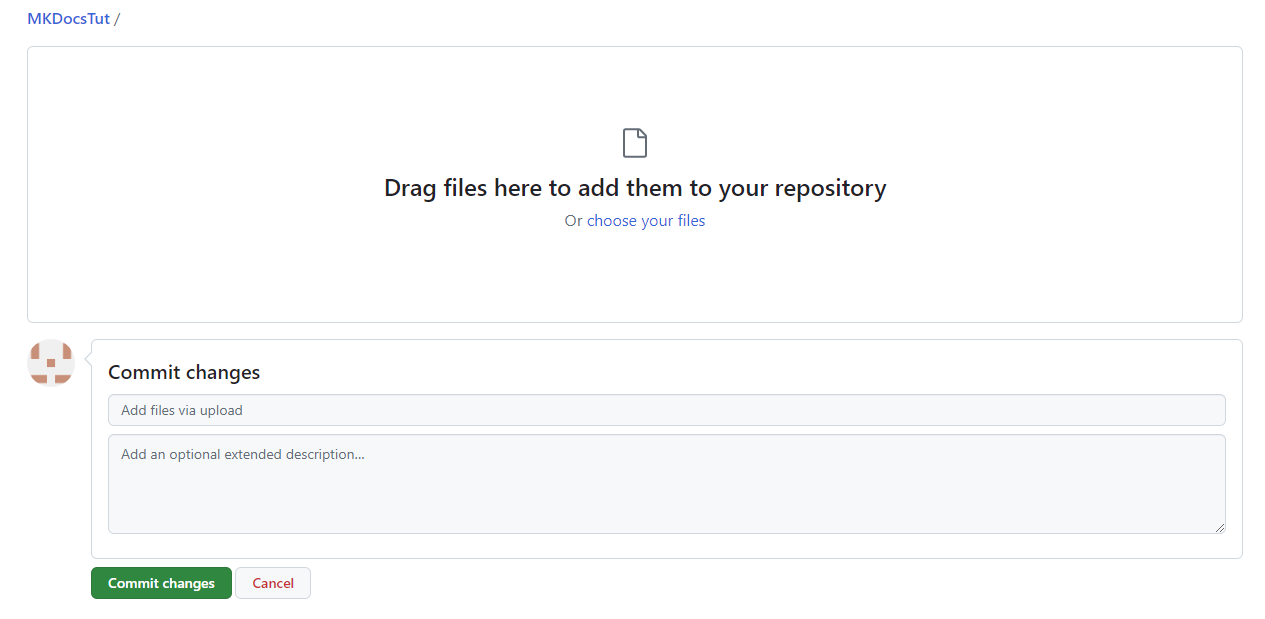 MKDocsTut /
Drag files here to add them to your repository
Or choose your files
Commit changes
Add files via upload
Add an optional extended description...
Commit changes
Cancel